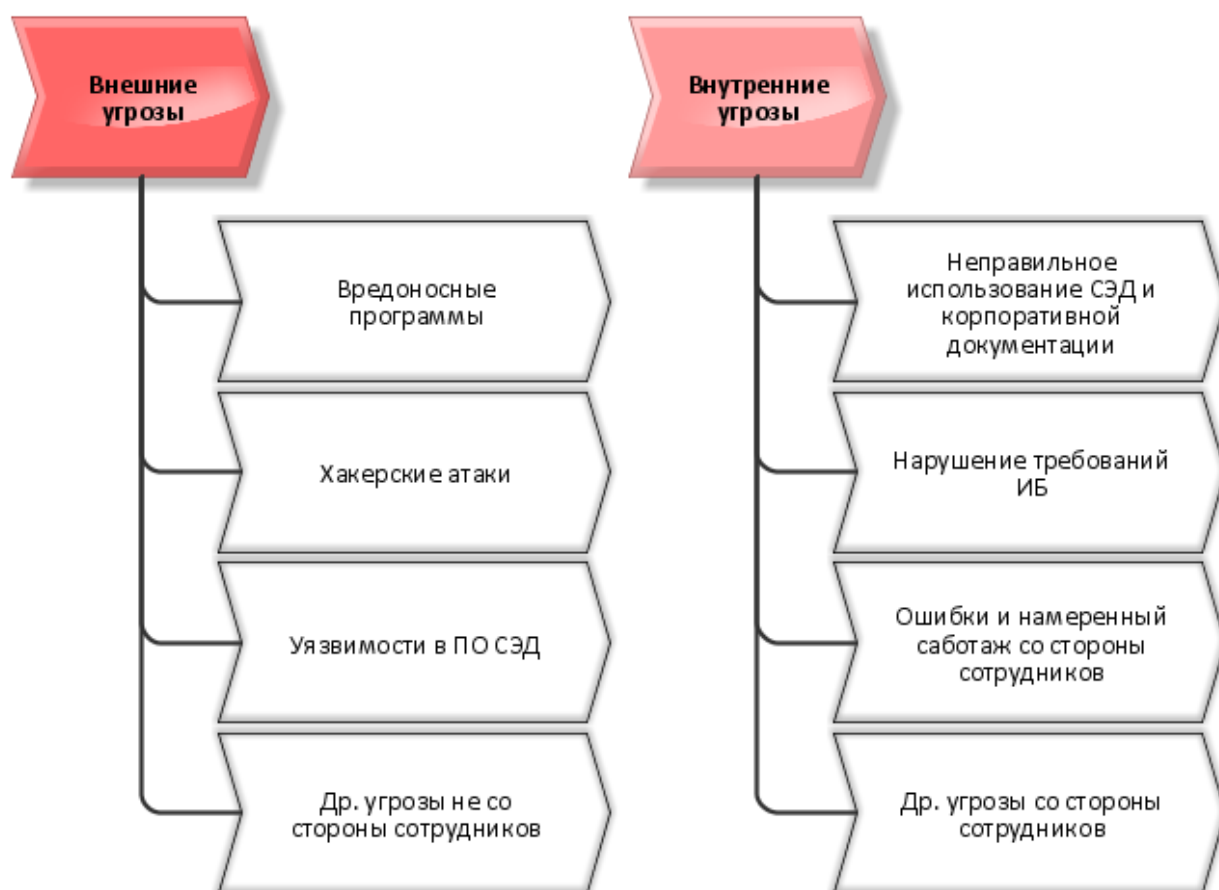 Внешние
угрозы
Вредоносные
программы
Хакерские атаки
Уязвимости в ПО СЭД
Др. угрозы не со
стороны сотрудников
Внутренние
угрозы
Неправильное
использование СЭД и
корпоративной
документации
Нарушение требований
ИБ
Ошибки и намеренный
саботаж со стороны
сотрудников
Др. угрозы со стороны
сотрудников